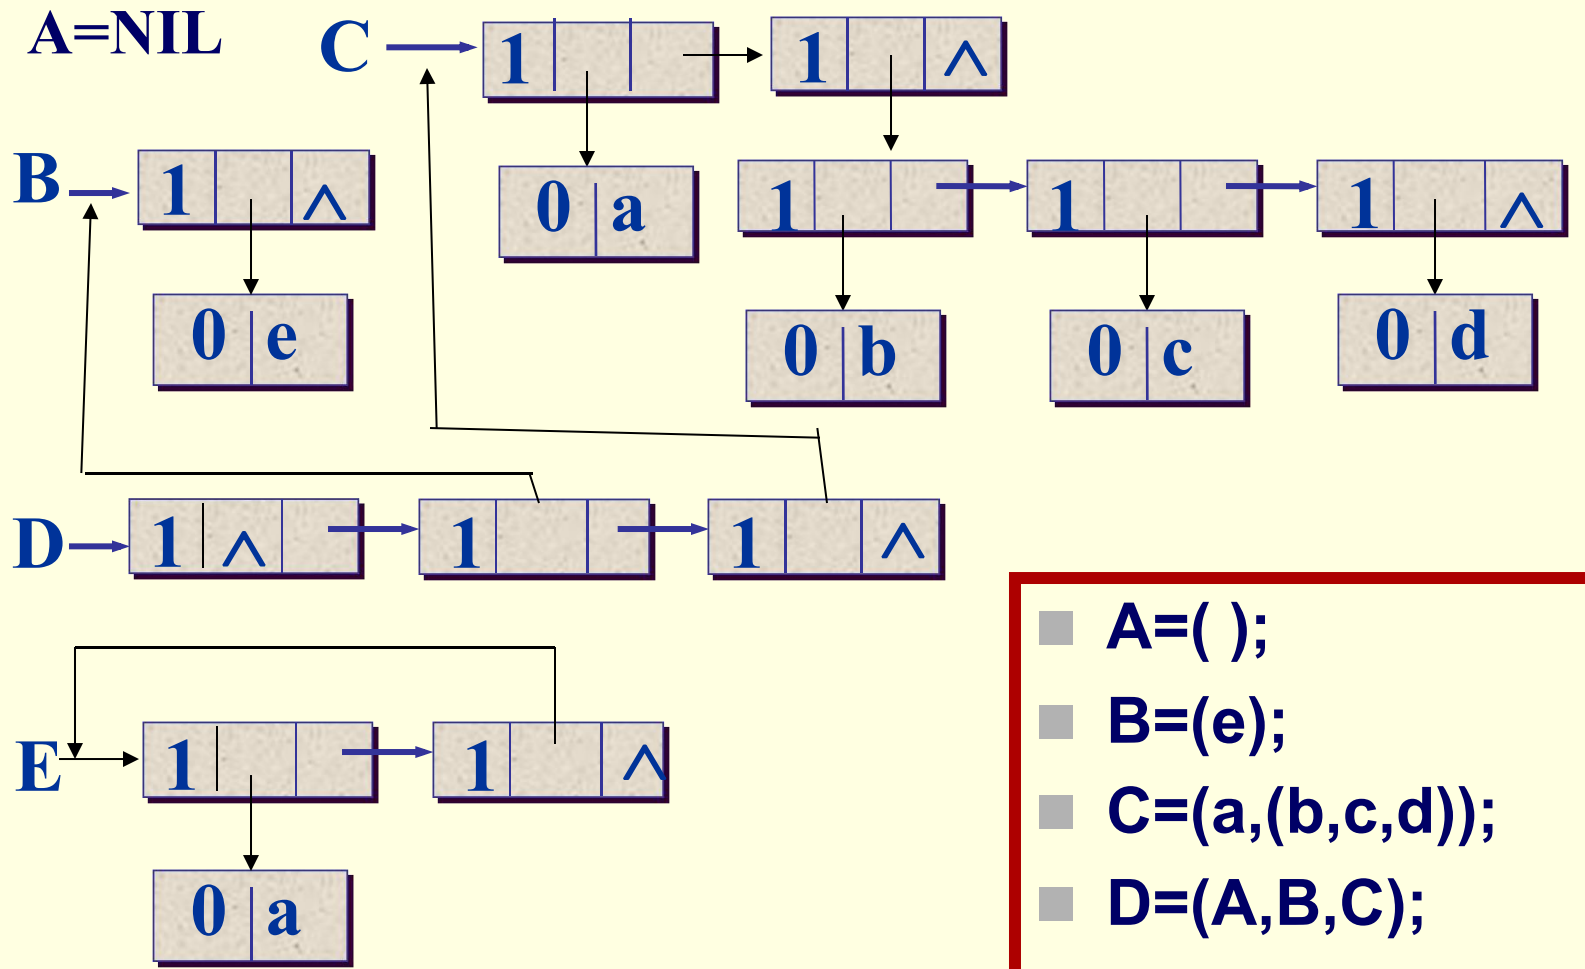 A=NIL
C 1 1 ∧
B 1 ∧
0 a
1 1 1 ∧
0 e
0 b 0 c 0 d
D 1 ∧ 1 1 ∧
E 1 1 ∧
0 a
A=( );
B=(e);
C=(a,(b,c,d));
D=(A,B,C);